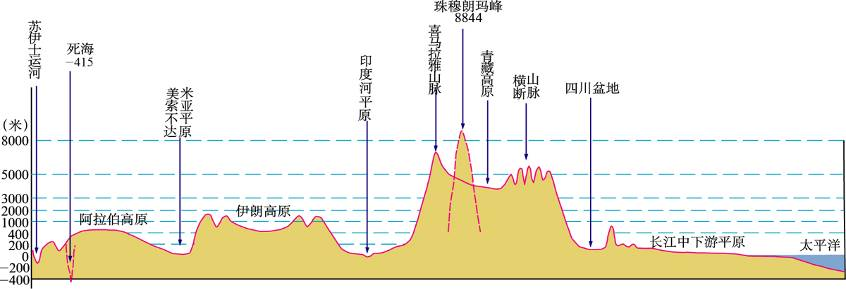 珠穆朗玛峰
8844
苏伊士运河
死海
-415
美索不达
米亚平原
印度河平原
喜马拉雅山脉
青藏高原
横断
山脉
四川盆地
(米)
8000
5000
3000
2000
1000
400
200
0
-200
-400
阿拉伯高原
伊朗高原
长江中下游平原
太平洋